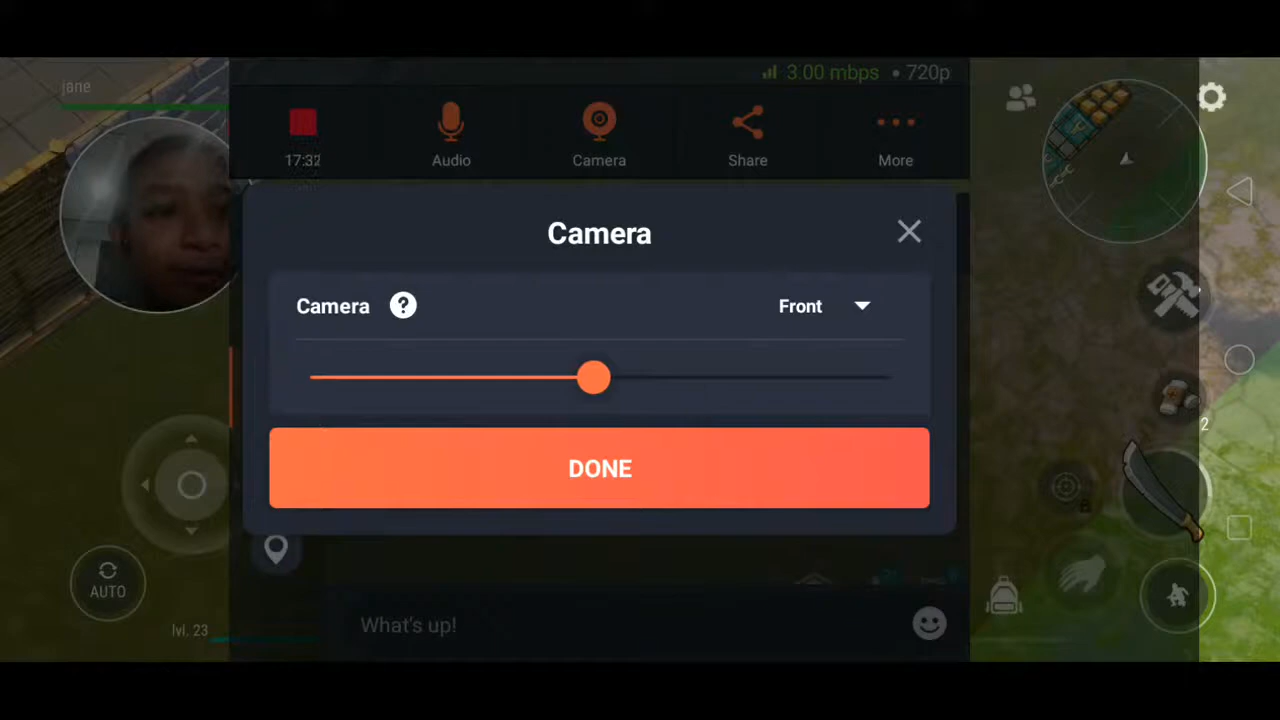 jane
3.00 mbps • 720p
17:32
Audio
Camera
Share
More
Camera
Camera ?
Front
DONE
2
AUTO
lvl. 23
What's up!